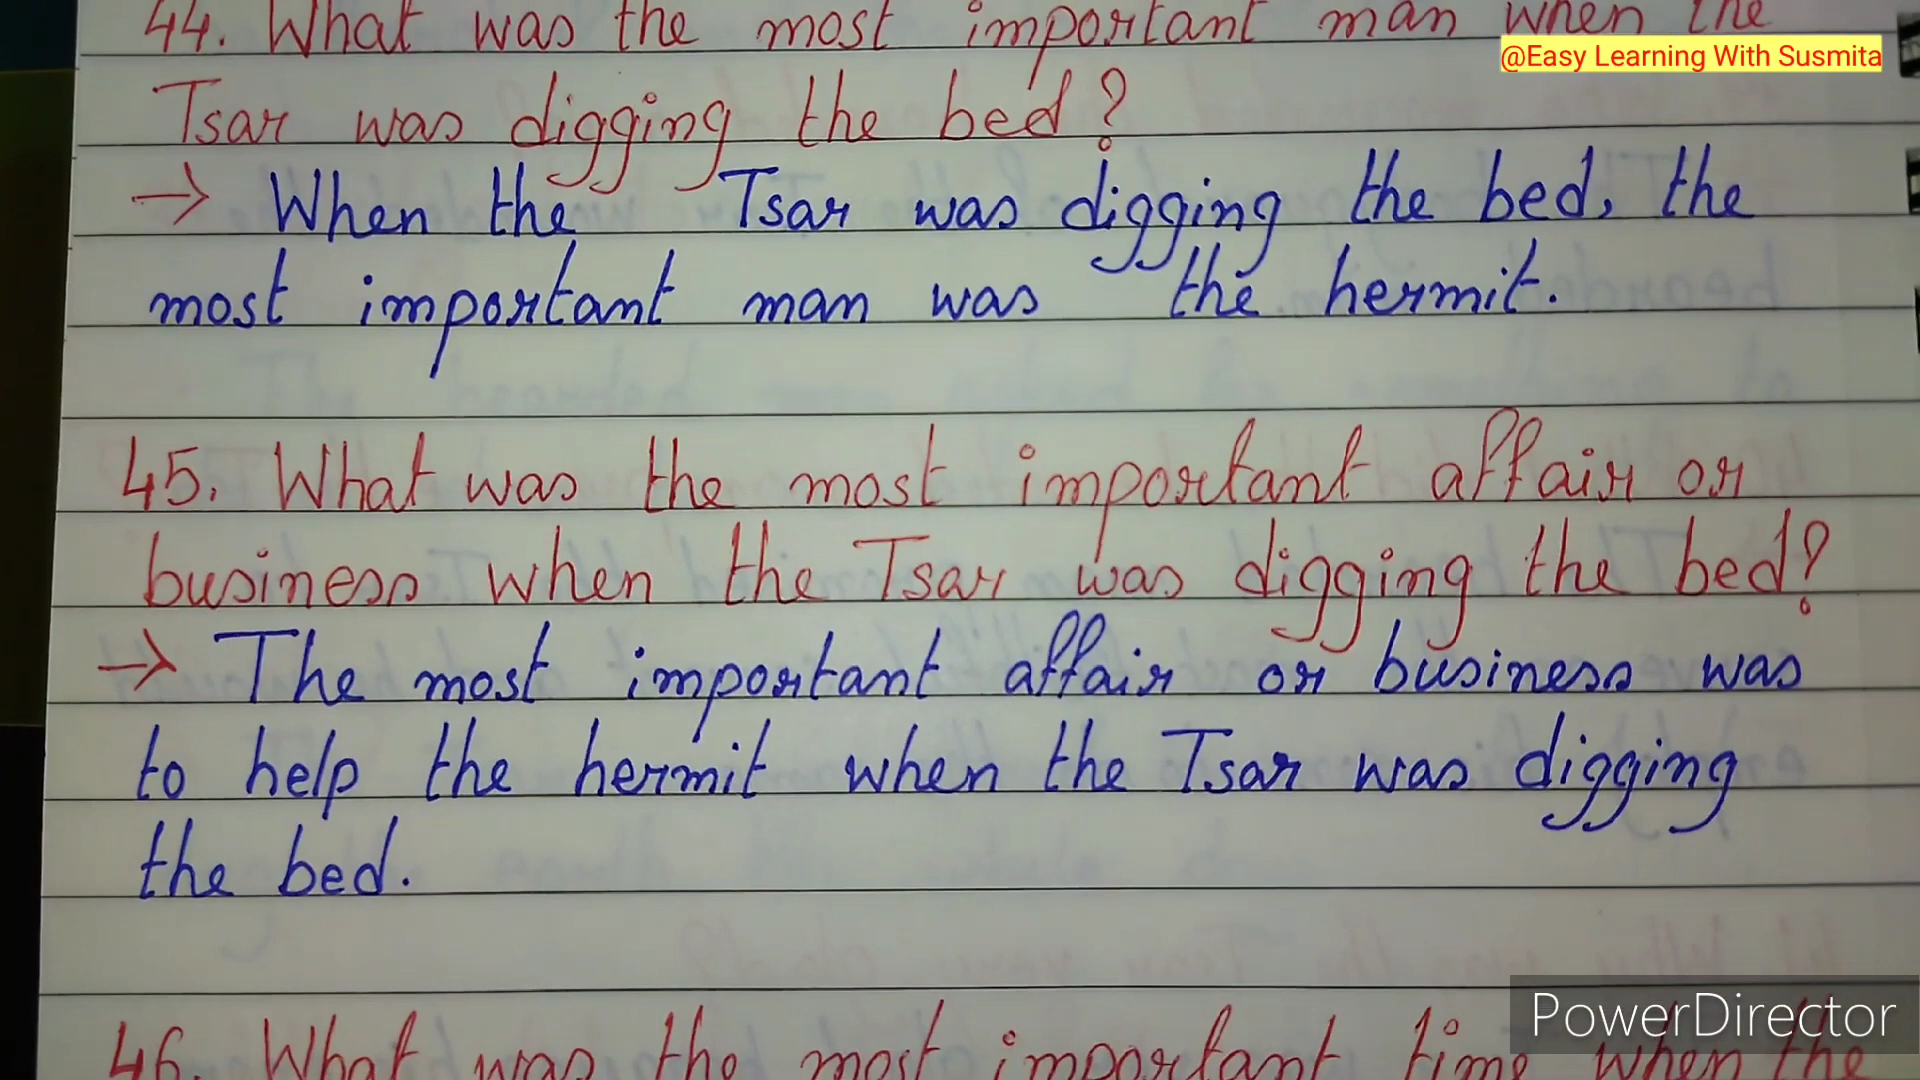 44. What was the most important man when the
@Easy Learning With Susmita
Tsar was digging the bed?
→ When the Tsar was digging the bed, the
most important man was the hermit.
45. What was the most important affair or
business when the Tsar was digging the bed?
→ The most important affair or business was
to help the hermit when the Tsar was digging
the bed.
46. What was the most important time when the
PowerDirector